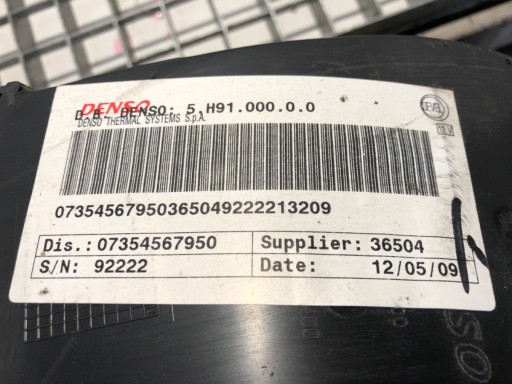 DENSO
D.B. DENSO: 5.H91.000.0.0
DENSO THERMAL SYSTEMS S.p.A.
07354567950365049222213209
Dis.: 07354567950
Supplier: 36504
S/N: 92222
Date: 12/05/09